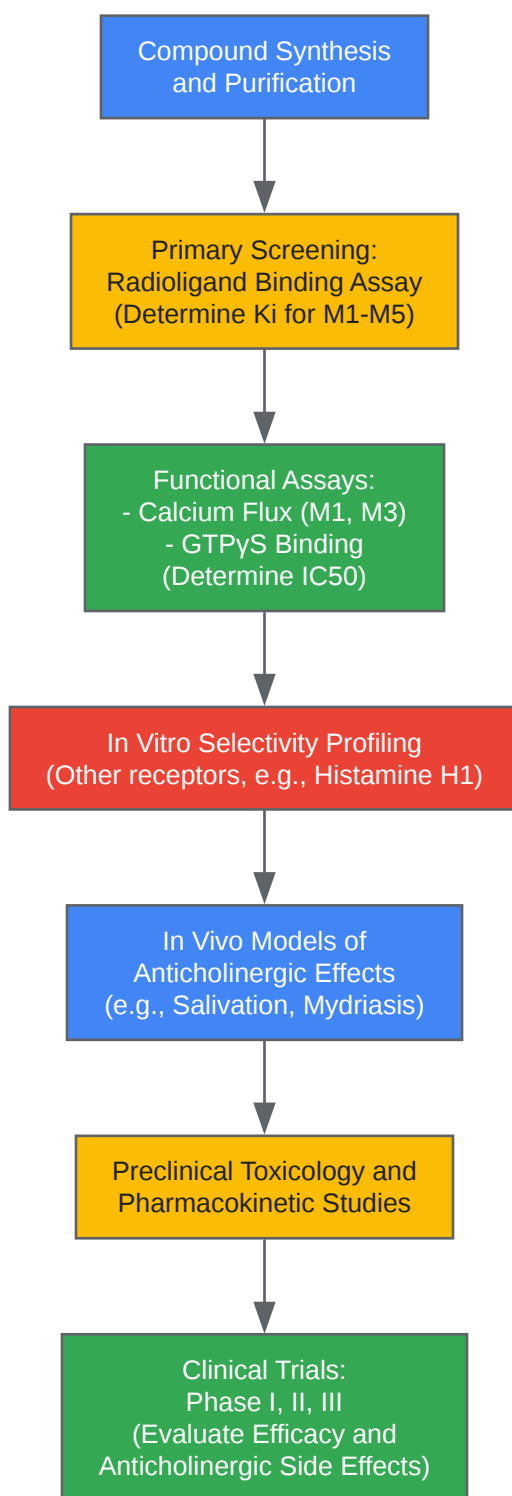 Compound Synthesis
and Purification
Primary Screening:
Radioligand Binding Assay
(Determine Ki for M1-M5)
Functional Assays:
- Calcium Flux (M1, M3)
- GTPγS Binding
(Determine IC50)
In Vitro Selectivity Profiling
(Other receptors, e.g., Histamine H1)
In Vivo Models of
Anticholinergic Effects
(e.g., Salivation, Mydriasis)
Preclinical Toxicology and
Pharmacokinetic Studies
Clinical Trials:
Phase I, II, III
(Evaluate Efficacy and
Anticholinergic Side Effects)